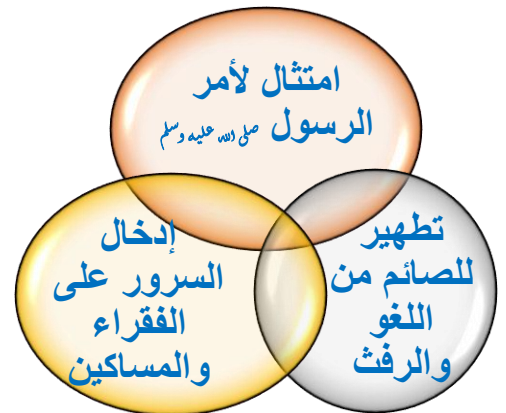 امتثال لأمر
الرسول صلى الله عليه وسلم
تطهير
للصائم من
اللغو
والرفث
إدخال
السرور على
الفقراء
والمساكين